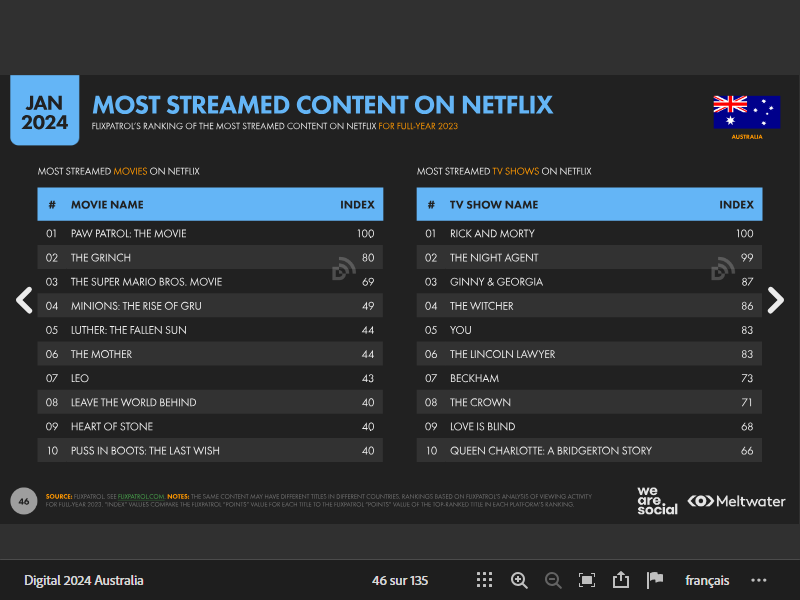 JAN
2024
MOST STREAMED CONTENT ON NETFLIX
FLIXPATROL'S RANKING OF THE MOST STREAMED CONTENT ON NETFLIX FOR FULL-YEAR 2023
AUSTRALIA
MOST STREAMED MOVIES ON NETFLIX
# MOVIE NAME INDEX
01 PAW PATROL: THE MOVIE 100
02 THE GRINCH 80
03 THE SUPER MARIO BROS. MOVIE 69
04 MINIONS: THE RISE OF GRU 49
05 LUTHER: THE FALLEN SUN 44
06 THE MOTHER 44
07 LEO 43
08 LEAVE THE WORLD BEHIND 40
09 HEART OF STONE 40
10 PUSS IN BOOTS: THE LAST WISH 40
MOST STREAMED TV SHOWS ON NETFLIX
# TV SHOW NAME INDEX
01 RICK AND MORTY 100
02 THE NIGHT AGENT 99
03 GINNY & GEORGIA 87
04 THE WITCHER 86
05 YOU 83
06 THE LINCOLN LAWYER 83
07 BECKHAM 73
08 THE CROWN 71
09 LOVE IS BLIND 68
10 QUEEN CHARLOTTE: A BRIDGERTON STORY 66
46
SOURCE: FLIXPATROL. SEE FLIXPATROL.COM. NOTES: THE SAME CONTENT MAY HAVE DIFFERENT TITLES IN DIFFERENT COUNTRIES. RANKINGS BASED ON FLIXPATROL'S ANALYSIS OF VIEWING ACTIVITY
FOR FULL-YEAR 2023. "INDEX" VALUES COMPARE THE FLIXPATROL "POINTS" VALUE FOR EACH TITLE TO THE FLIXPATROL "POINTS" VALUE OF THE TOP-RANKED TITLE IN EACH PLATFORM'S RANKING.
we
are.
social
Meltwater
Digital 2024 Australia
46 sur 135
français